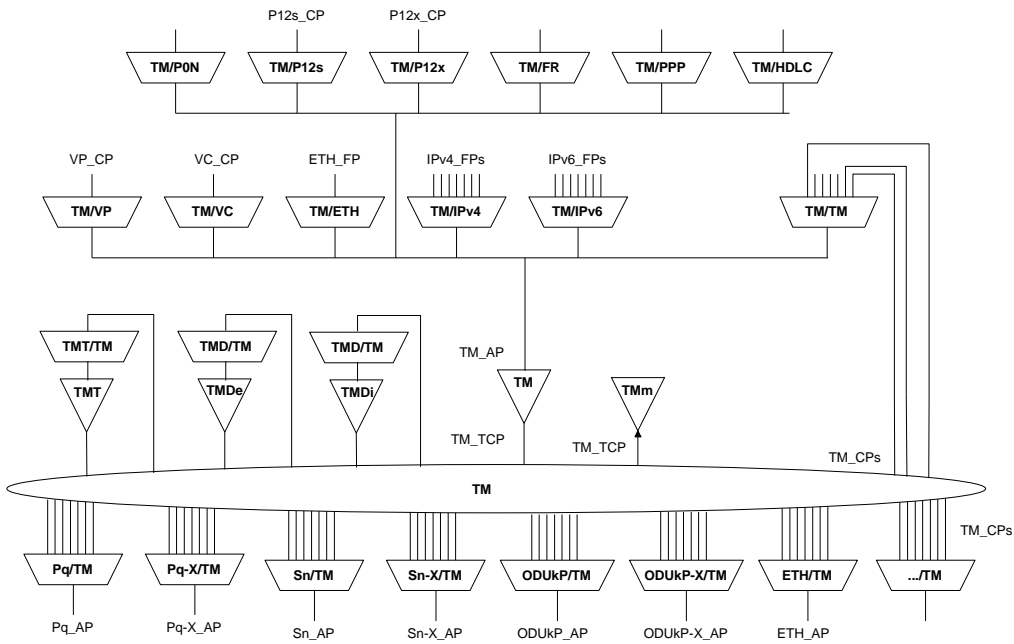 P12s_CP P12x_CP
TM/P0N TM/P12s TM/P12x TM/FR TM/PPP TM/HDLC
VP_CP VC_CP ETH_FP IPv4_FPs IPv6_FPs
TM/VP TM/VC TM/ETH TM/IPv4 TM/IPv6 TM/TM
TMT/TM TMD/TM TMD/TM
TM_AP
TMT TMDe TMDi TM TMm
TM_TCP TM_TCP
TM_CPs
TM
TM_CPs
Pq/TM Pq-X/TM Sn/TM Sn-X/TM ODUkP/TM ODUkP-X/TM ETH/TM .../TM
Pq_AP Pq-X_AP Sn_AP Sn-X_AP ODUkP_AP ODUkP-X_AP ETH_AP